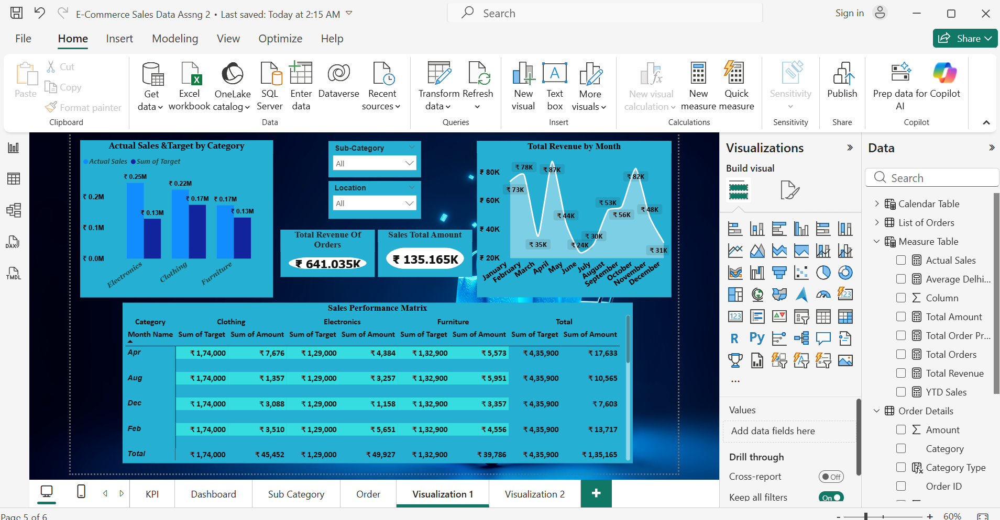 E-Commerce Sales Data Assng 2 • Last saved: Today at 2:15 AM
Search
Sign in
File Home Insert Modeling View Optimize Help
Share
Paste
Cut
Copy
Format painter
Clipboard
Get data
Excel workbook
OneLake catalog
SQL Server
Enter data
Dataverse
Recent sources
Data
Transform data
Refresh
Queries
New visual
Text box
A
More visuals
Insert
New visual calculation
New measure
Quick measure
Calculations
Sensitivity
Sensitivity
Publish
Share
Prep data for AI
Copilot
Copilot
DAX
TMDL
Actual Sales &Target by Category
Actual Sales Sum of Target
₹ 0.2M
₹ 0.1M
₹ 0.0M
₹ 0.25M
₹ 0.13M
₹ 0.22M
₹ 0.17M
₹ 0.17M
₹ 0.13M
Electronics
Clothing
Furniture
Sub-Category
All
Location
All
Total Revenue Of
Orders
₹ 641.035K
Sales Total Amount
₹ 135.165K
Total Revenue by Month
₹ 80K
₹ 60K
₹ 40K
₹ 20K
₹ 73K
₹ 78K
₹ 35K
₹ 87K
₹ 44K
₹ 24K
₹ 30K
₹ 53K
₹ 56K
₹ 82K
₹ 48K
₹ 31K
January
February
March
April
May
June
July
August
September
October
November
December
Sales Performance Matrix
Category Clothing Electronics Furniture Total
Month Name Sum of Target Sum of Amount Sum of Target Sum of Amount Sum of Target Sum of Amount Sum of Target Sum of Amount
Apr ₹ 1,74,000 ₹ 7,676 ₹ 1,29,000 ₹ 4,384 ₹ 1,32,900 ₹ 5,573 ₹ 4,35,900 ₹ 17,633
Aug ₹ 1,74,000 ₹ 1,357 ₹ 1,29,000 ₹ 3,257 ₹ 1,32,900 ₹ 5,951 ₹ 4,35,900 ₹ 10,565
Dec ₹ 1,74,000 ₹ 3,088 ₹ 1,29,000 ₹ 1,158 ₹ 1,32,900 ₹ 3,357 ₹ 4,35,900 ₹ 7,603
Feb ₹ 1,74,000 ₹ 3,510 ₹ 1,29,000 ₹ 5,651 ₹ 1,32,900 ₹ 4,556 ₹ 4,35,900 ₹ 13,717
Total ₹ 1,74,000 ₹ 45,452 ₹ 1,29,000 ₹ 49,927 ₹ 1,32,900 ₹ 39,786 ₹ 4,35,900 ₹ 1,35,165
Visualizations
Build visual
123
123
R
Py
...
Values
Add data fields here
Drill through
Cross-report
Off
Keep all filters
On
Data
Search
Calendar Table
List of Orders
Measure Table
Actual Sales
Average Delhi...
Column
Total Amount
Total Order Pr...
Total Orders
Total Revenue
YTD Sales
Order Details
Amount
Category
Category Type
Order ID
KPI Dashboard Sub Category Order Visualization 1 Visualization 2 +
Page 5 of 6
- + 60%